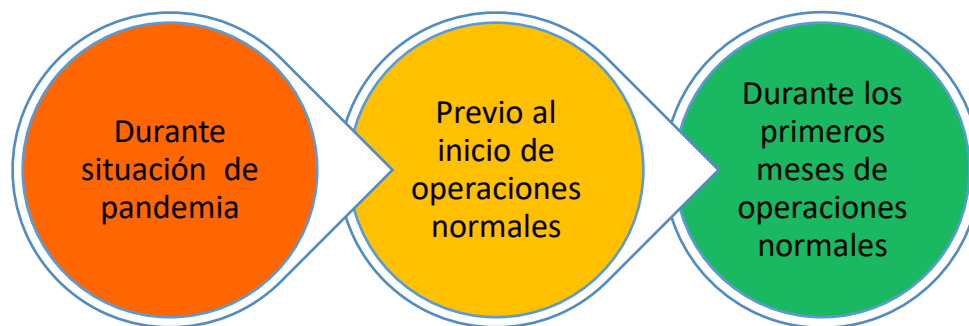 Durante
situación de
pandemia
Previo al
inicio de
operaciones
normales
Durante los
primeros
meses de
operaciones
normales